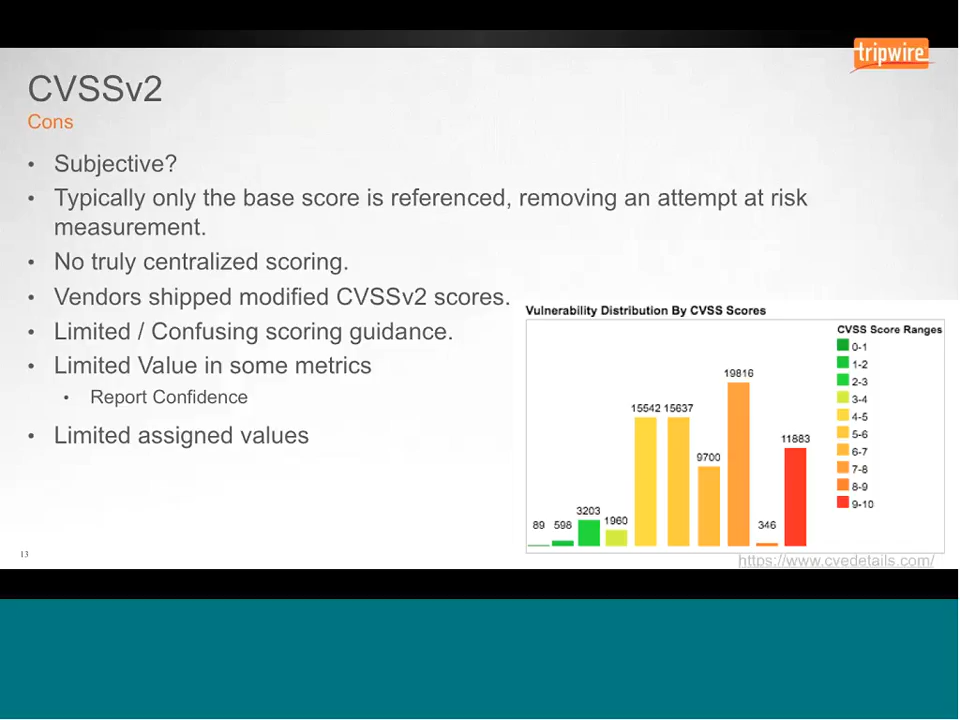 tripwire
CVSSv2
Cons
• Subjective?
• Typically only the base score is referenced, removing an attempt at risk
measurement.
• No truly centralized scoring.
• Vendors shipped modified CVSSv2 scores.
• Limited / Confusing scoring guidance.
• Limited Value in some metrics
• Report Confidence
• Limited assigned values
Vulnerability Distribution By CVSS Scores
CVSS Score Ranges
0-1
1-2
2-3
3-4
4-5
5-6
6-7
7-8
8-9
9-10
89
598
3203
1960
15542
15637
9700
19816
346
11883
13
https://www.cvedetails.com/